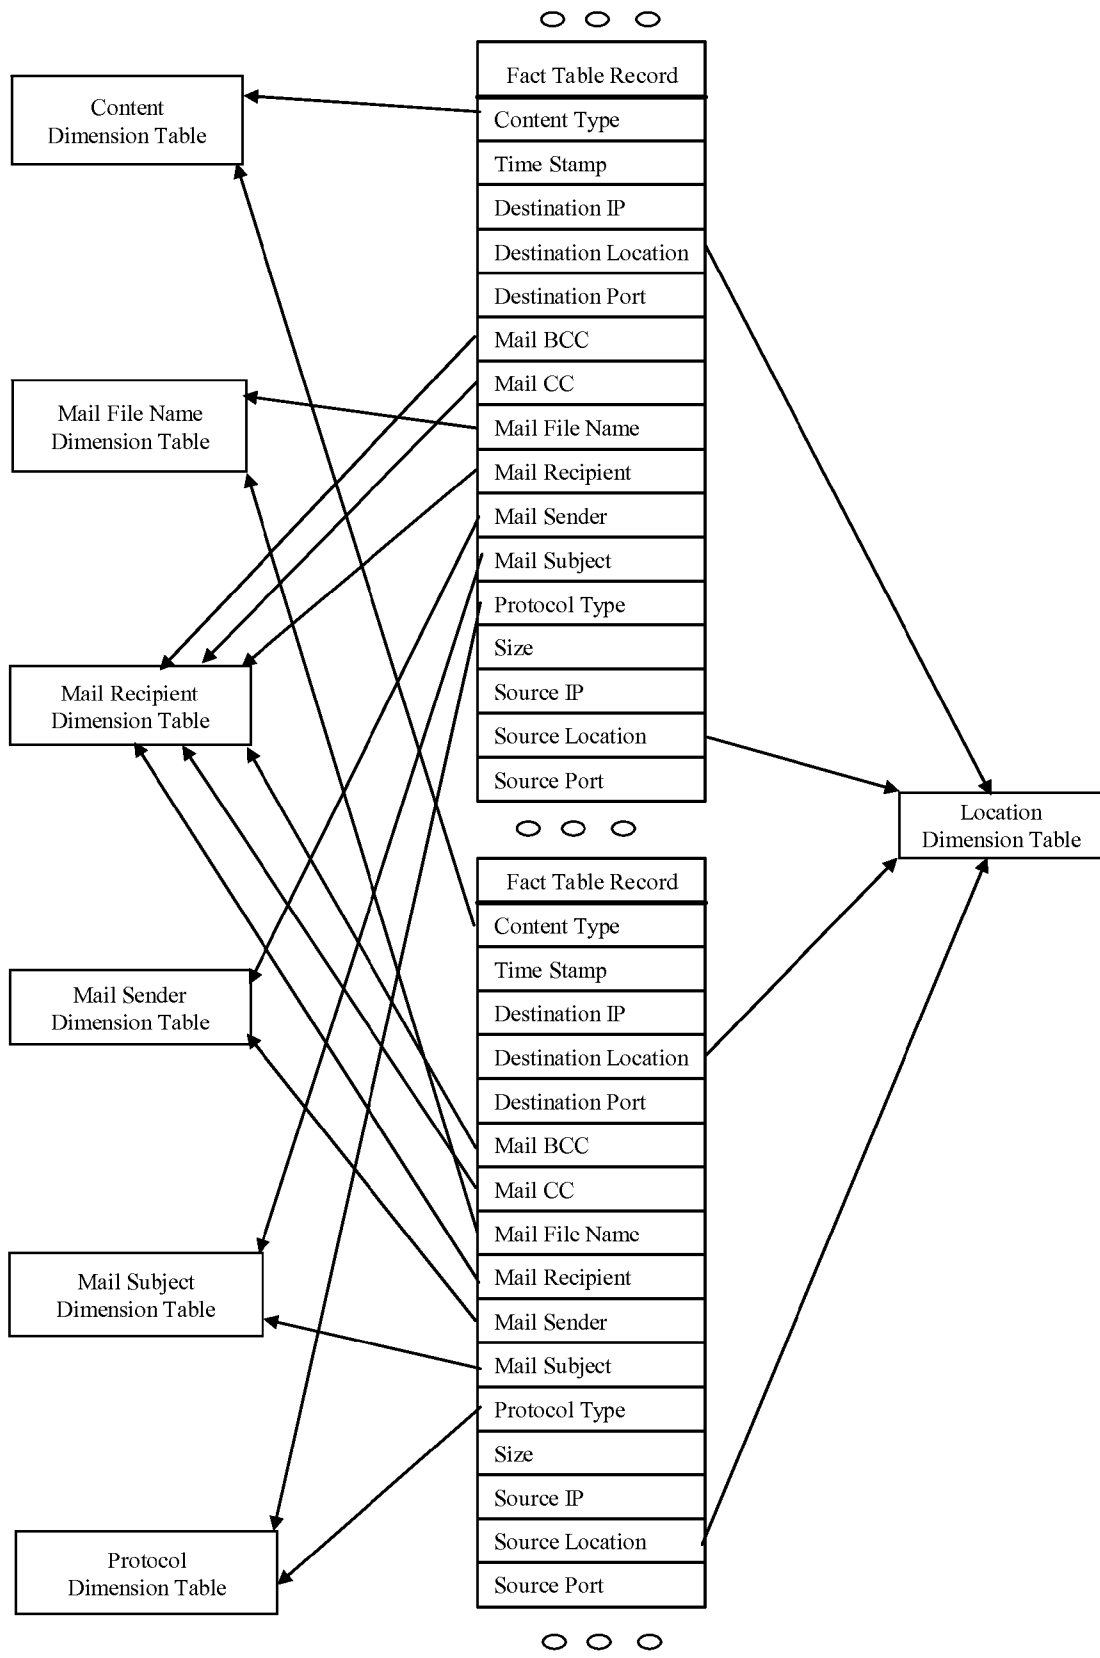 Fact Table Record
Content Type
Time Stamp
Destination IP
Destination Location
Destination Port
Mail BCC
Mail CC
Mail File Name
Mail Recipient
Mail Sender
Mail Subject
Protocol Type
Size
Source IP
Source Location
Source Port
Content
Dimension Table
Mail File Name
Dimension Table
Mail Recipient
Dimension Table
Mail Sender
Dimension Table
Mail Subject
Dimension Table
Protocol
Dimension Table
Location
Dimension Table
Fact Table Record
Content Type
Time Stamp
Destination IP
Destination Location
Destination Port
Mail BCC
Mail CC
Mail File Name
Mail Recipient
Mail Sender
Mail Subject
Protocol Type
Size
Source IP
Source Location
Source Port